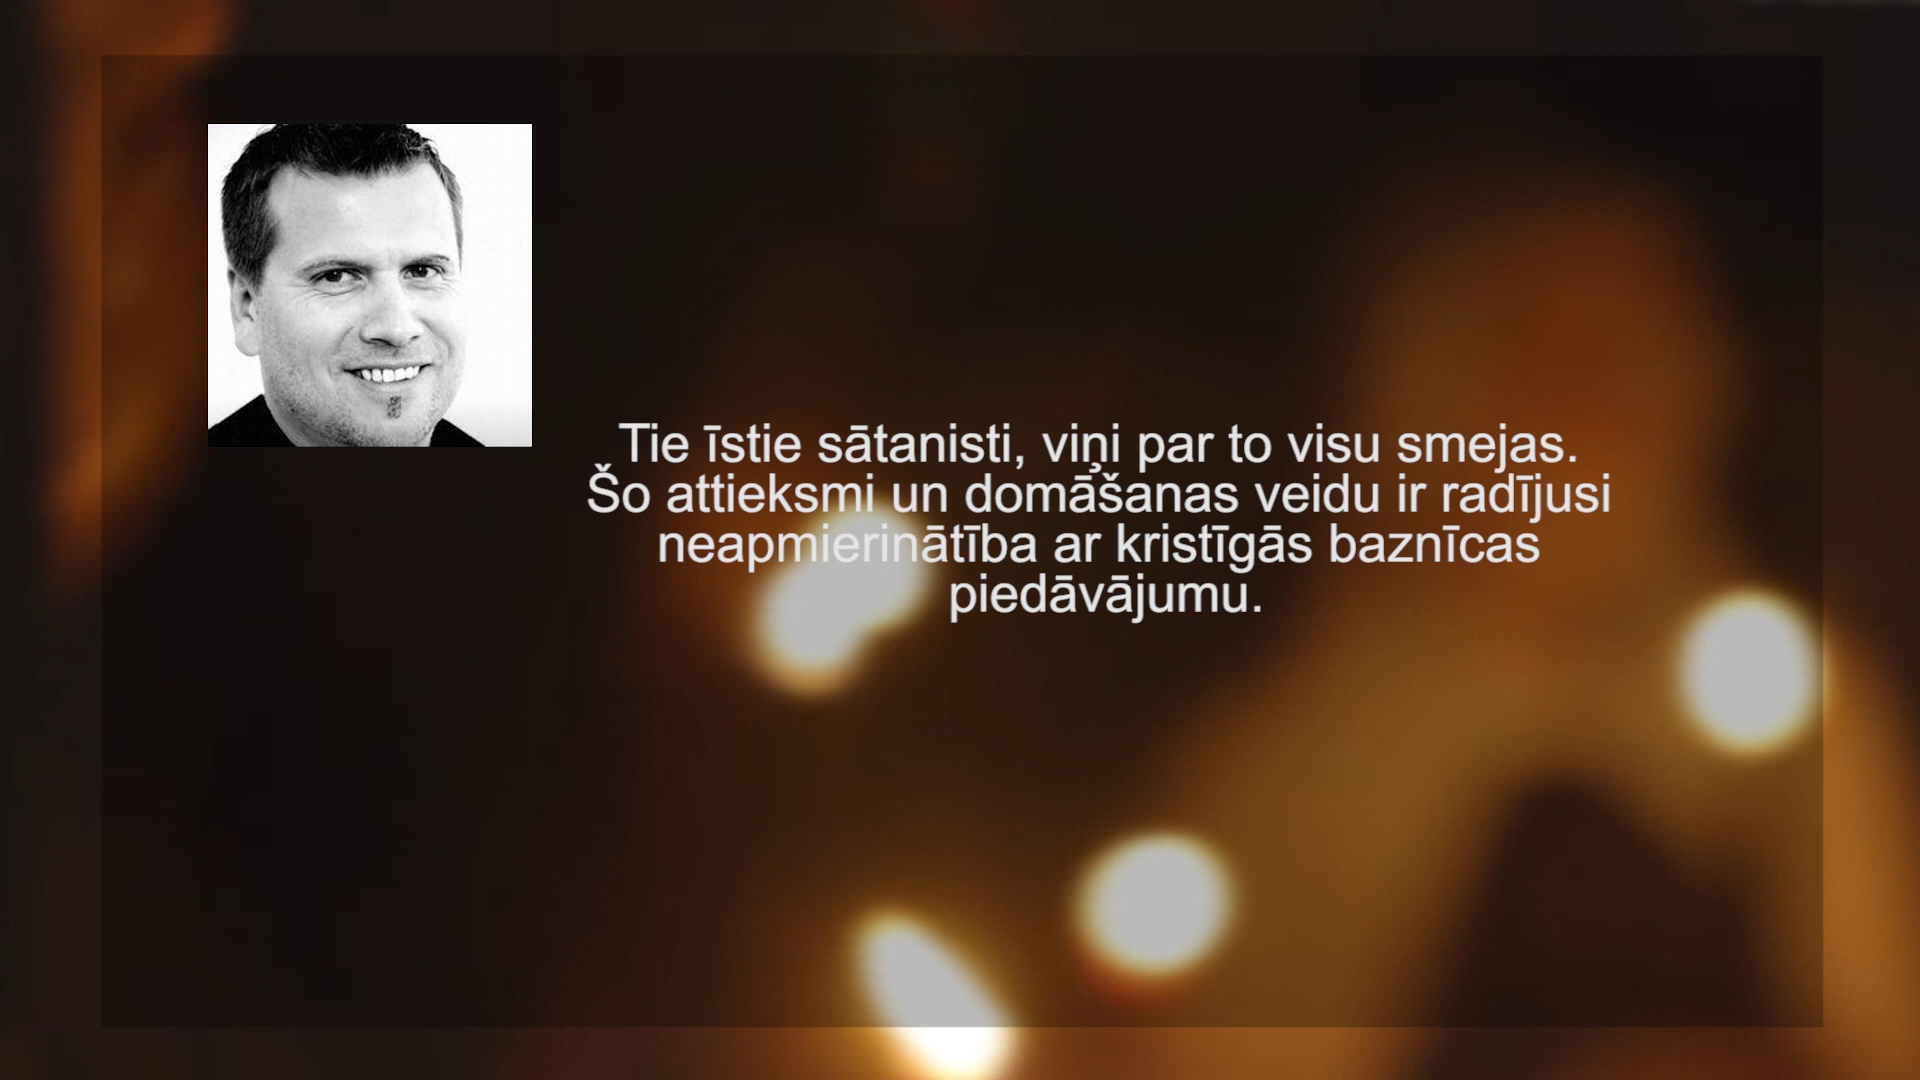 Tie īstie sātanisti, viņi par to visu smejas.
Šo attieksmi un domāšanas veidu ir radījusi
neapmierinātība ar kristīgās baznīcas
piedāvājumu.